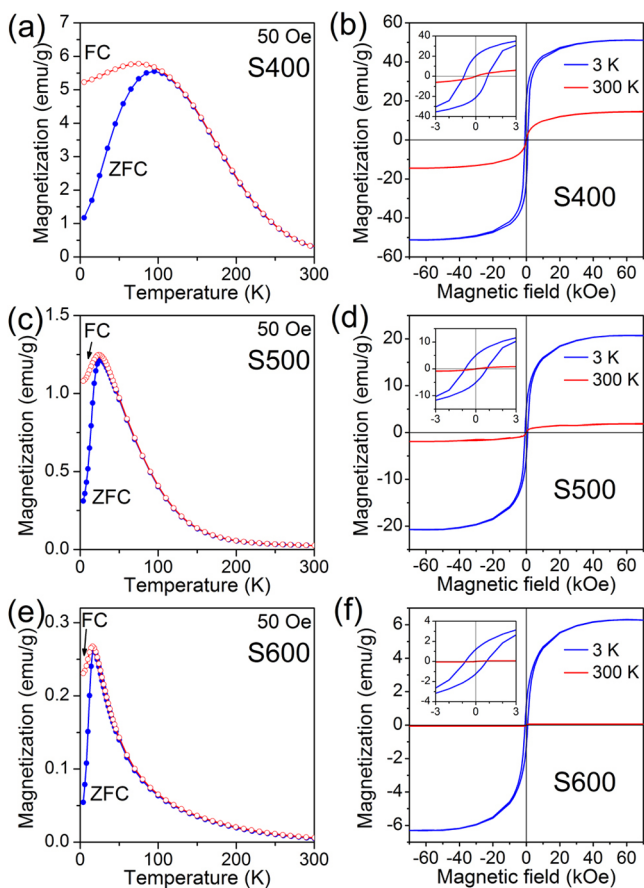 (a)
50 Oe
S400
FC
ZFC
Magnetization (emu/g)
7
6
5
4
3
2
1
0
0 100 200 300
Temperature (K)
(b)
Magnetization (emu/g)
60
40
20
0
-20
-40
-60
40
20
0
-20
-40
-3 0 3
3 K
300 K
S400
-60 -40 -20 0 20 40 60
Magnetic field (kOe)
(c)
50 Oe
S500
FC
ZFC
Magnetization (emu/g)
1.5
1.2
0.9
0.6
0.3
0.0
0 100 200 300
Temperature (K)
(d)
Magnetization (emu/g)
20
10
0
-10
-20
10
0
-10
-3 0 3
3 K
300 K
S500
-60 -40 -20 0 20 40 60
Magnetic field (kOe)
(e)
50 Oe
S600
FC
ZFC
Magnetization (emu/g)
0.3
0.2
0.1
0.0
0 100 200 300
Temperature (K)
(f)
Magnetization (emu/g)
6
4
2
0
-2
-4
-6
4
2
0
-2
-4
-3 0 3
3 K
300 K
S600
-60 -40 -20 0 20 40 60
Magnetic field (kOe)